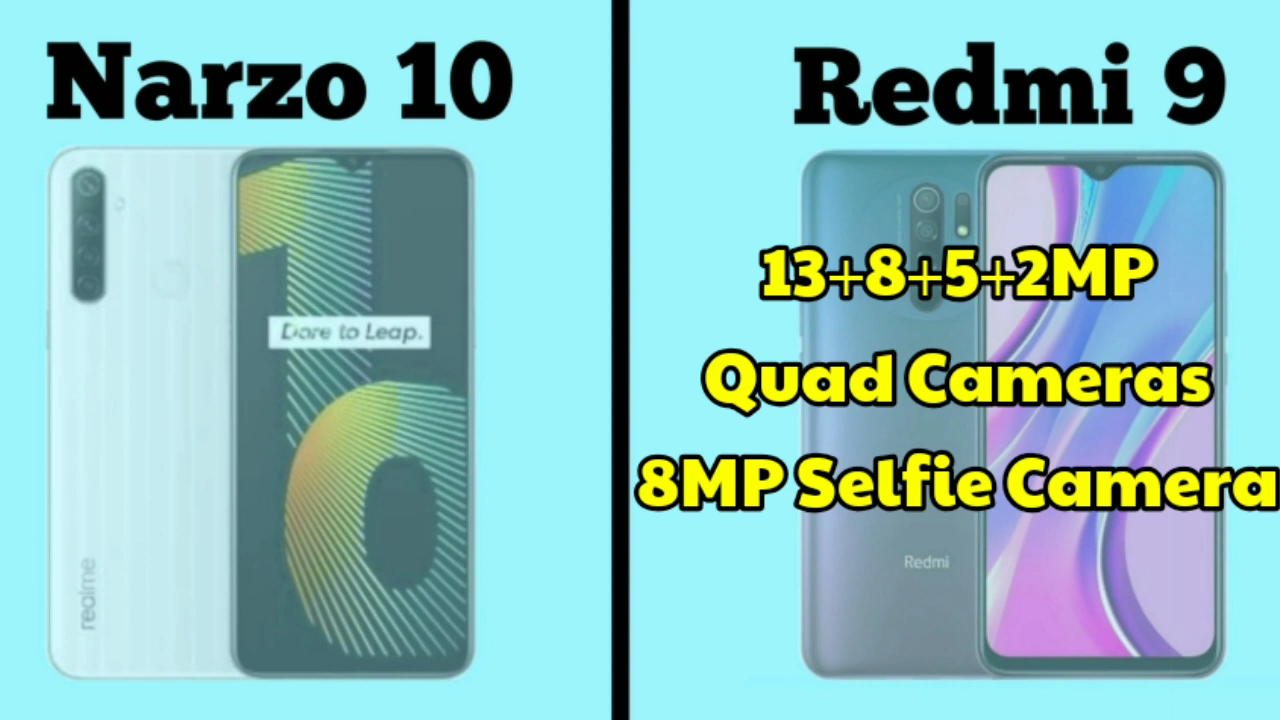 Narzo 10
Redmi 9
Dare to Leap.
realme
13+8+5+2MP
Quad Cameras
8MP Selfie Camera
Redmi